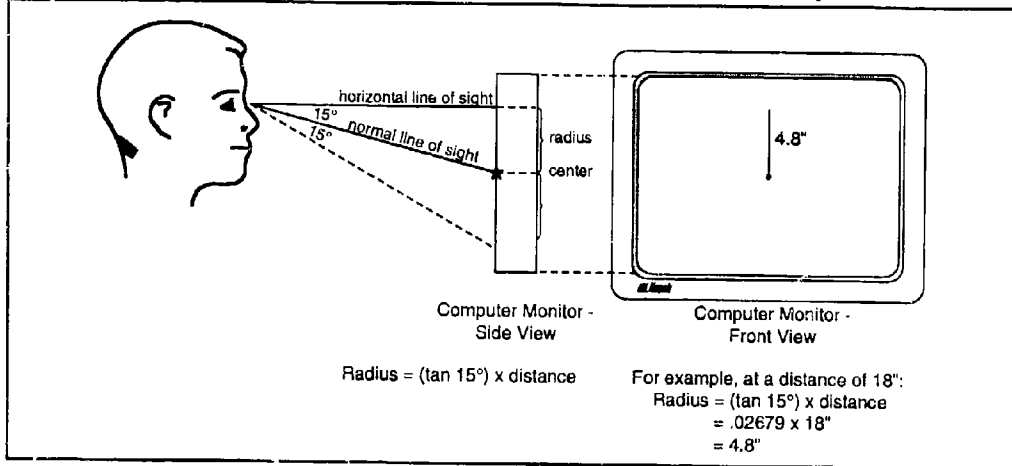 horizontal line of sight
15°
normal line of sight
15°
radius
center
4.8"
Computer Monitor -
Side View
Computer Monitor -
Front View
Radius = (tan 15°) x distance
For example, at a distance of 18":
Radius = (tan 15°) x distance
= .02679 x 18"
= 4.8"